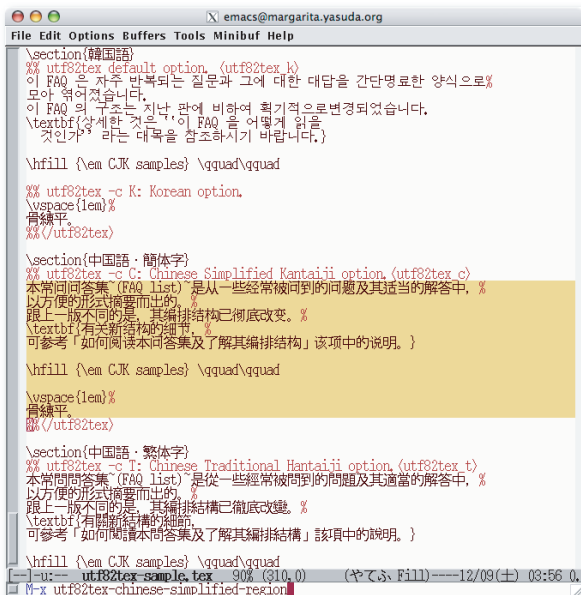 emacs@margarita.yasuda.org
File Edit Options Buffers Tools Minibuf Help
\section{韓国語}
%% utf82tex default option. 〈utf82tex_k〉
이 FAQ 은 자주 반복되는 질문과 그에 대한 대답을 간단명료한 양식으로%
모아 엮어졌습니다.
이 FAQ 의 구조는 지난 판에 비하여 획기적으로변경되었습니다.
\textbf{상세한 것은 ‘‘이 FAQ 을 어떻게 읽을
것인가’’ 라는 대목을 참조하시기 바랍니다.}
\hfill {\em CJK samples} \qquad\qquad
%% utf82tex -c K: Korean option.
\vspace{1em}%
骨練平。
%%〈/utf82tex〉
\section{中国語・簡体字}
%% utf82tex -c C: Chinese Simplified Kantaiji option.〈utf82tex_c〉
本常问问答集~(FAQ list)~是从一些经常被问到的问题及其适当的解答中，%
以方便的形式摘要而出的。%
跟上一版不同的是，其编排结构已彻底改变。%
\textbf{有关新结构的细节，%
可参考「如何阅读本问答集及了解其编排结构」该项中的说明。}
\hfill {\em CJK samples} \qquad\qquad
\vspace{1em}%
骨練平。
%%〈/utf82tex〉
\section{中国語・繁体字}
%% utf82tex -c T: Chinese Traditional Hantaiji option.〈utf82tex_t〉
本常問問答集~(FAQ list)~是從一些經常被問到的問題及其適當的解答中，%
以方便的形式摘要而出的。%
跟上一版不同的是，其編排結構已徹底改變。%
\textbf{有關新結構的細節，
可參考「如何閱讀本問答集及了解其編排結構」該項中的說明。}
\hfill {\em CJK samples} \qquad\qquad
[--]-u:-- utf82tex-sample.tex 90% (310,0) (やてふ Fill)----12/09(土) 03:56 0.
M-x utf82tex-chinese-simplified-region